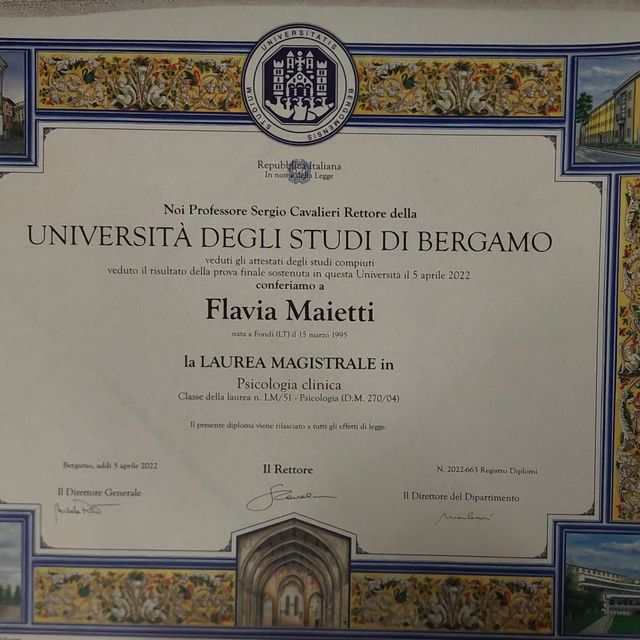 UNIVERSITATIS
STUDIUM
BERGOMENSIS
Repubblica Italiana
In nome della Legge
Noi Professore Sergio Cavalieri Rettore della
UNIVERSITÀ DEGLI STUDI DI BERGAMO
veduti gli attestati degli studi compiuti
veduto il risultato della prova finale sostenuta in questa Università il 5 aprile 2022
conferiamo a
Flavia Maietti
nata a Fondi (LT) il 15 marzo 1995
la LAUREA MAGISTRALE in
Psicologia clinica
Classe della laurea n. LM/51 - Psicologia (D.M. 270/04)
Il presente diploma viene rilasciato a tutti gli effetti di legge.
Bergamo, addì 5 aprile 2022
Il Rettore
N. 2022-663 Registro Diplomi
Il Direttore Generale
Il Direttore del Dipartimento